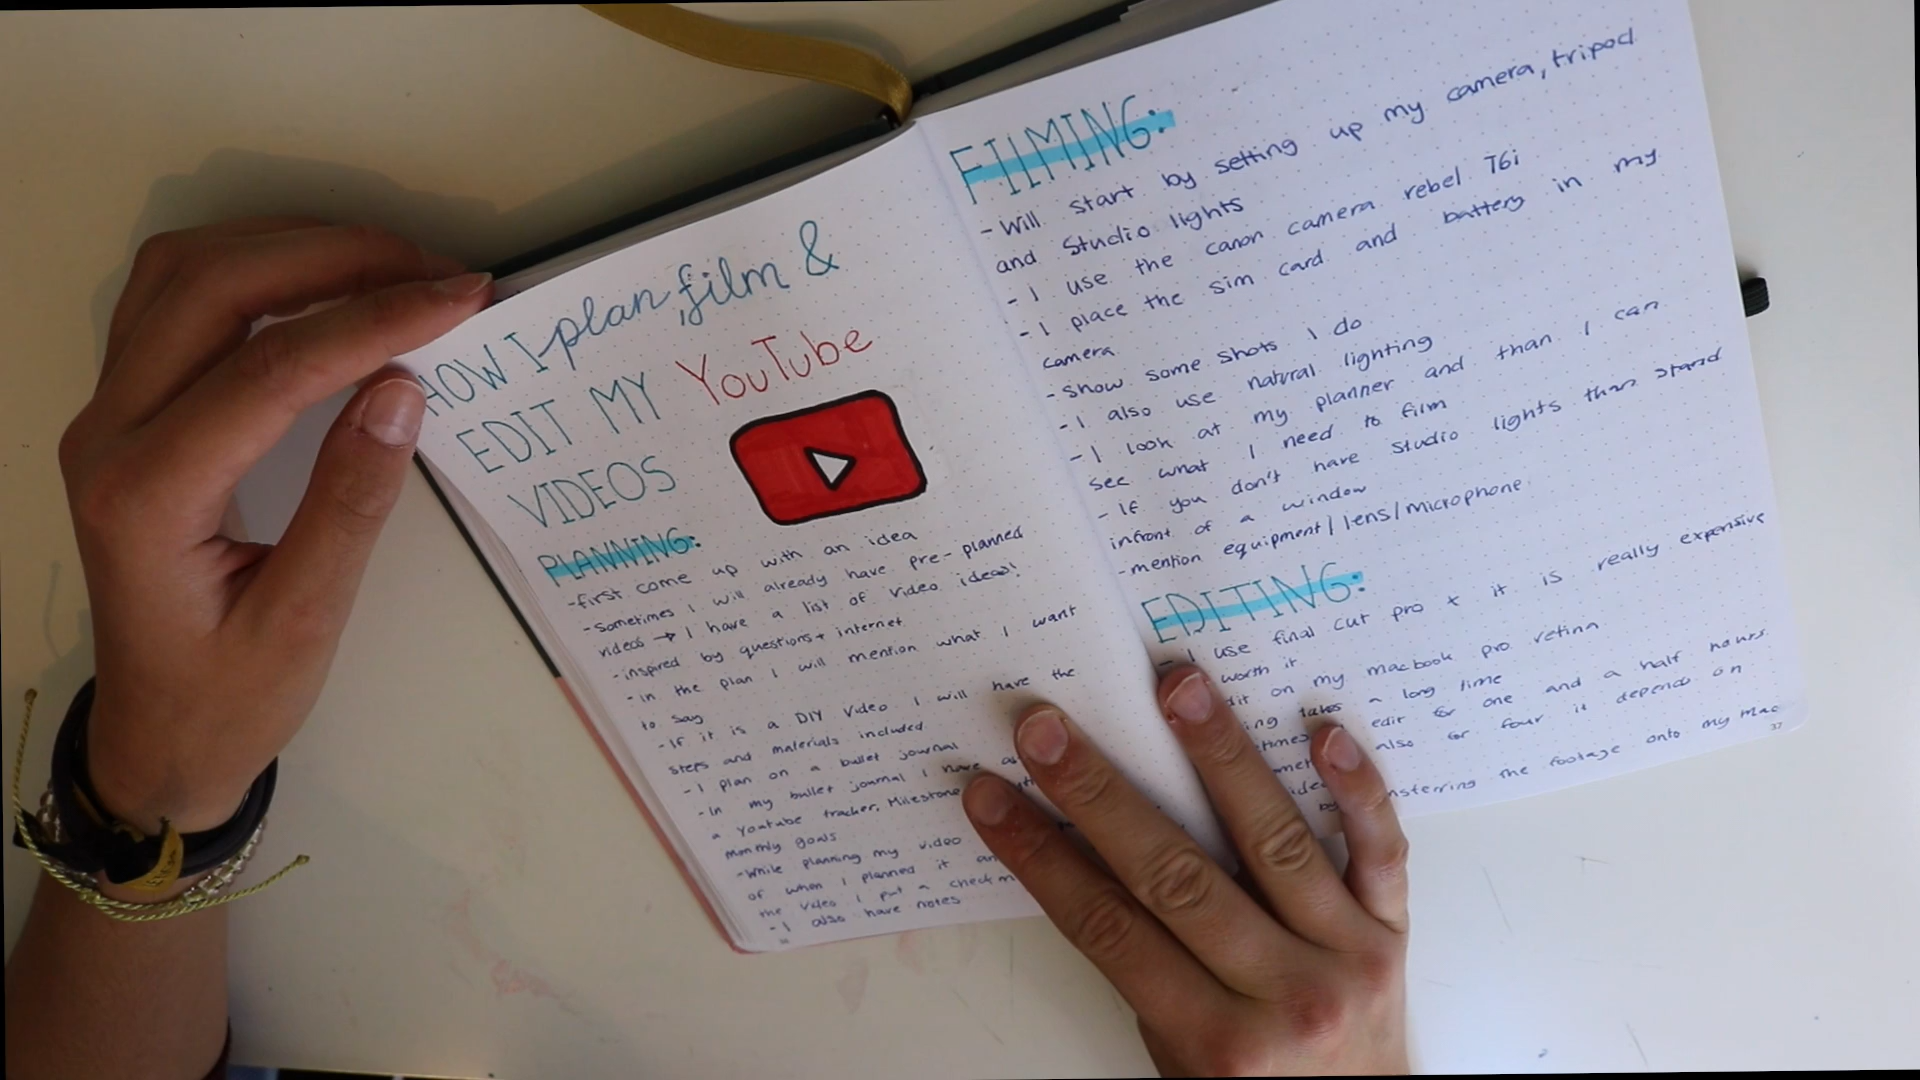 HOW I plan, film &
EDIT MY YouTube
VIDEOS
PLANNING:
-first come up with an idea
-sometimes I will already have pre-planned
videos → I have a list of video ideas!
-inspired by questions + internet
-in the plan I will mention what I want
to say
-If it is a DIY video I will have the
steps and materials included
-I plan on a bullet journal
-In my bullet journal I have
a YouTube tracker, Milestone
monthly goals
-while planning my video
of when I planned it
the video I put a check
-I also have notes
FILMING:
-Will start by setting up my camera, tripod
and Studio lights
-I use the canon camera rebel T6i
-I place the sim card and battery in my
camera
-show some shots I do
-I also use natural lighting
-I look at my planner and than I can
see what I need to film
-If you don't have studio lights than stand
infront of a window
-mention equipment/lens/microphone
EDITING:
-I use final cut pro + it is really expensive
worth it
on my macbook pro retina
takes a long time
edit for one and a half hours
also for four it depends on
the footage onto my mac
37